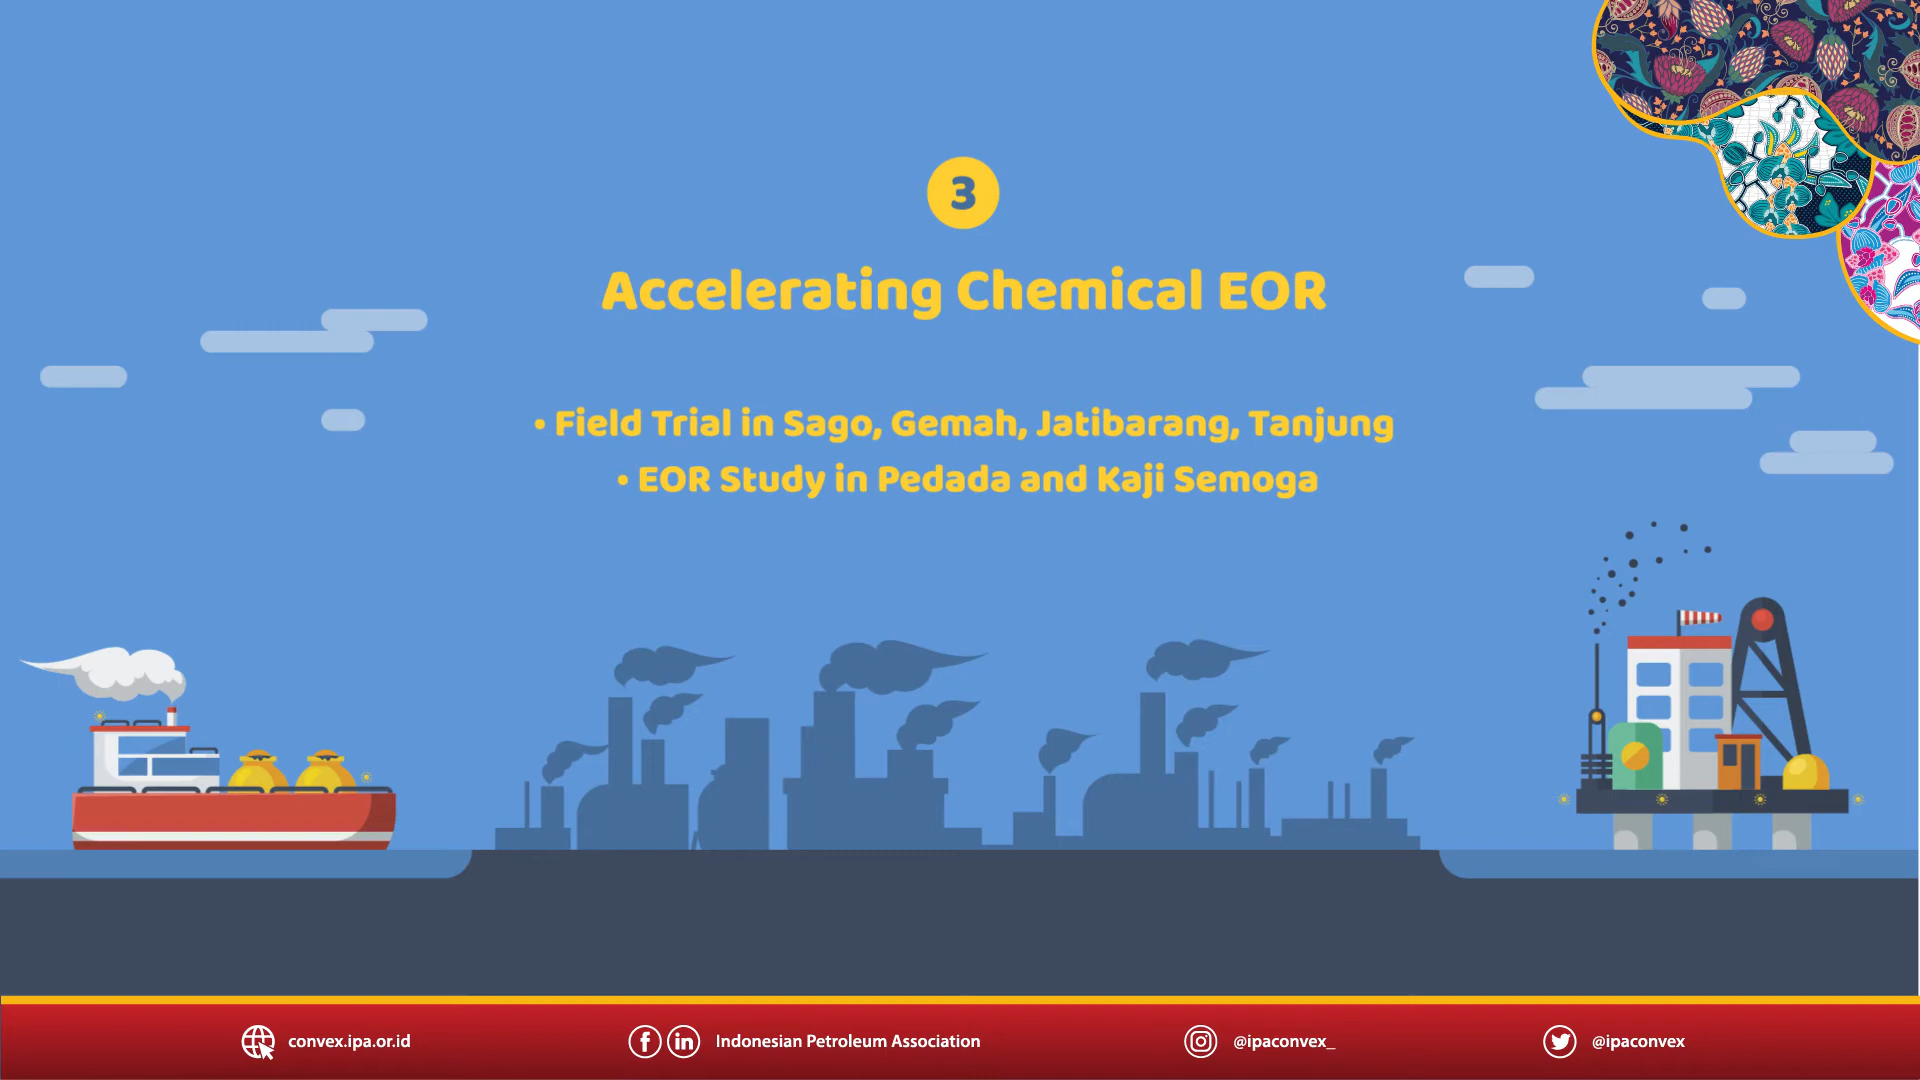 3
Accelerating Chemical EOR
• Field Trial in Sago, Gemah, Jatibarang, Tanjung
• EOR Study in Pedada and Kaji Semoga
convex.ipa.or.id
Indonesian Petroleum Association
@ipaconvex_
@ipaconvex